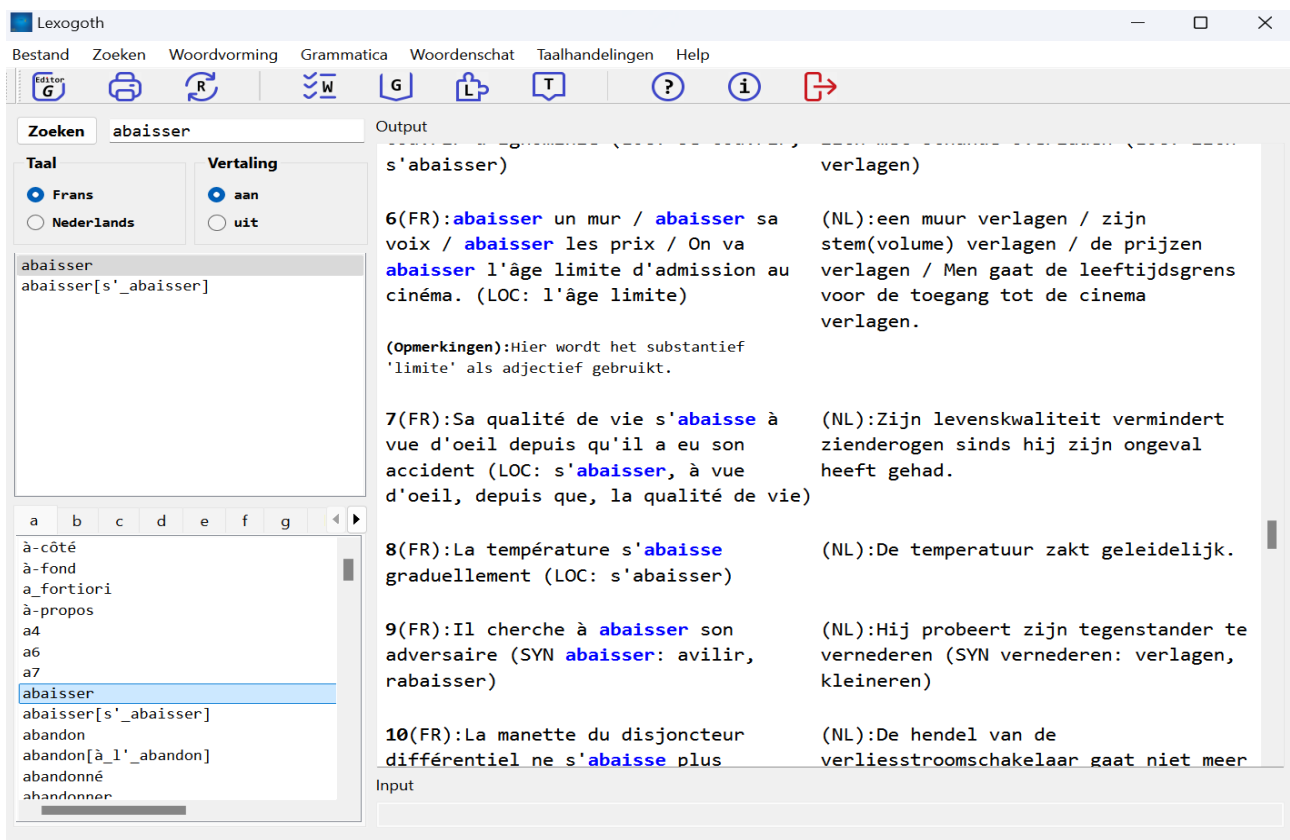 Lexogoth
Bestand Zoeken Woordvorming Grammatica Woordenschat Taalhandelingen Help
Editor G R W G L T ? i
Zoeken abaisser
Taal Vertaling
Frans aan
Nederlands uit
abaisser
abaisser[s'_abaisser]
a b c d e f g
à-côté
à-fond
a_fortiori
à-propos
a4
a6
a7
abaisser
abaisser[s'_abaisser]
abandon
abandon[à_l'_abandon]
abandonné
abandonner
Output
s'abaisser)
verlagen)
6(FR):abaisser un mur / abaisser sa
voix / abaisser les prix / On va
abaisser l'âge limite d'admission au
cinéma. (LOC: l'âge limite)
(NL):een muur verlagen / zijn
stem(volume) verlagen / de prijzen
verlagen / Men gaat de leeftijdsgrens
voor de toegang tot de cinema
verlagen.
(Opmerkingen):Hier wordt het substantief
'limite' als adjectief gebruikt.
7(FR):Sa qualité de vie s'abaisse à
vue d'oeil depuis qu'il a eu son
accident (LOC: s'abaisser, à vue
d'oeil, depuis que, la qualité de vie)
(NL):Zijn levenskwaliteit vermindert
zienderogen sinds hij zijn ongeval
heeft gehad.
8(FR):La température s'abaisse
graduellement (LOC: s'abaisser)
(NL):De temperatuur zakt geleidelijk.
9(FR):Il cherche à abaisser son
adversaire (SYN abaisser: avilir,
rabaisser)
(NL):Hij probeert zijn tegenstander te
vernederen (SYN vernederen: verlagen,
kleineren)
10(FR):La manette du disjoncteur
différentiel ne s'abaisse plus
(NL):De hendel van de
verliesstroomschakelaar gaat niet meer
Input